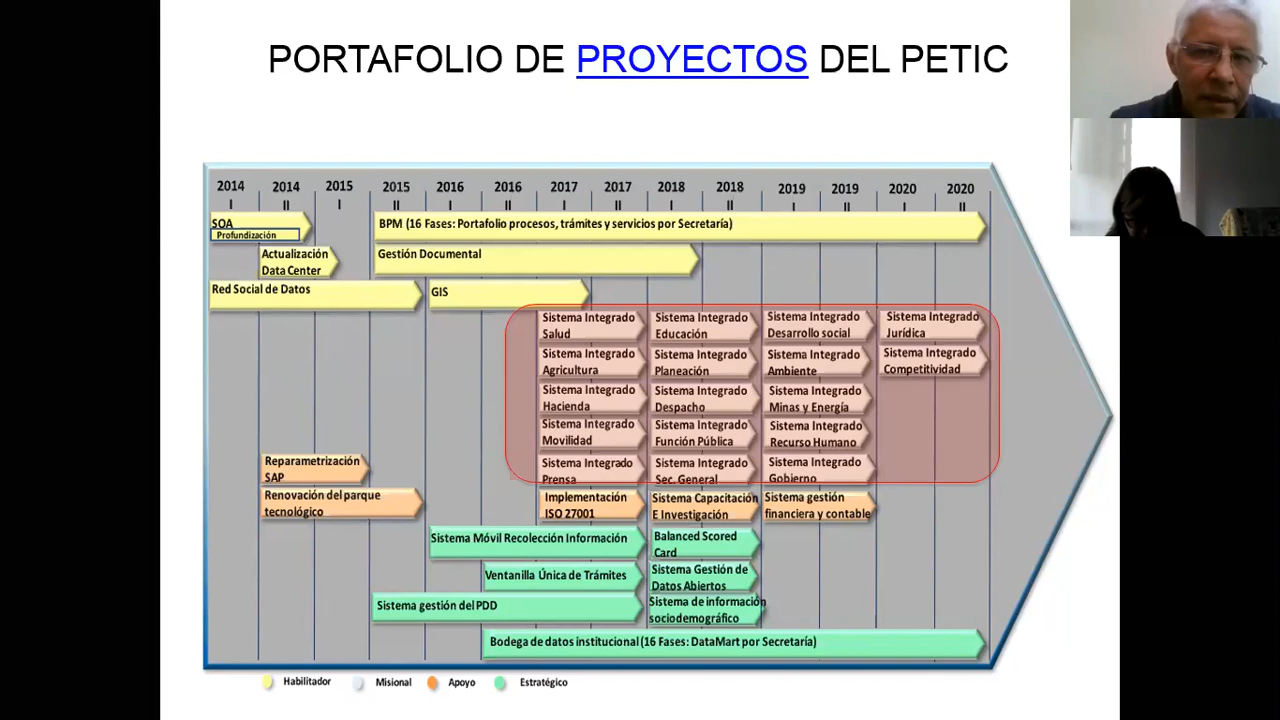 PORTAFOLIO DE PROYECTOS DEL PETIC
2014 2014 2015 2015 2016 2016 2017 2017 2018 2018 2019 2019 2020 2020
I II I II I II I II I II I II I II
SOA
Profundización
BPM (16 Fases: Portafolio procesos, trámites y servicios por Secretaría)
Actualización
Data Center
Gestión Documental
Red Social de Datos
GIS
Sistema Integrado
Salud
Sistema Integrado
Educación
Sistema Integrado
Desarrollo social
Sistema Integrado
Jurídica
Sistema Integrado
Agricultura
Sistema Integrado
Planeación
Sistema Integrado
Ambiente
Sistema Integrado
Competitividad
Sistema Integrado
Hacienda
Sistema Integrado
Despacho
Sistema Integrado
Minas y Energía
Sistema Integrado
Movilidad
Sistema Integrado
Función Pública
Sistema Integrado
Recurso Humano
Reparametrización
SAP
Sistema Integrado
Prensa
Sistema Integrado
Sec. General
Sistema Integrado
Gobierno
Renovación del parque
tecnológico
Implementación
ISO 27001
Sistema Capacitación
E Investigación
Sistema gestión
financiera y contable
Sistema Móvil Recolección Información
Balanced Scored
Card
Ventanilla Única de Trámites
Sistema Gestión de
Datos Abiertos
Sistema gestión del PDD
Sistema de información
sociodemográfico
Bodega de datos institucional (16 Fases: DataMart por Secretaría)
Habilitador Misional Apoyo Estratégico